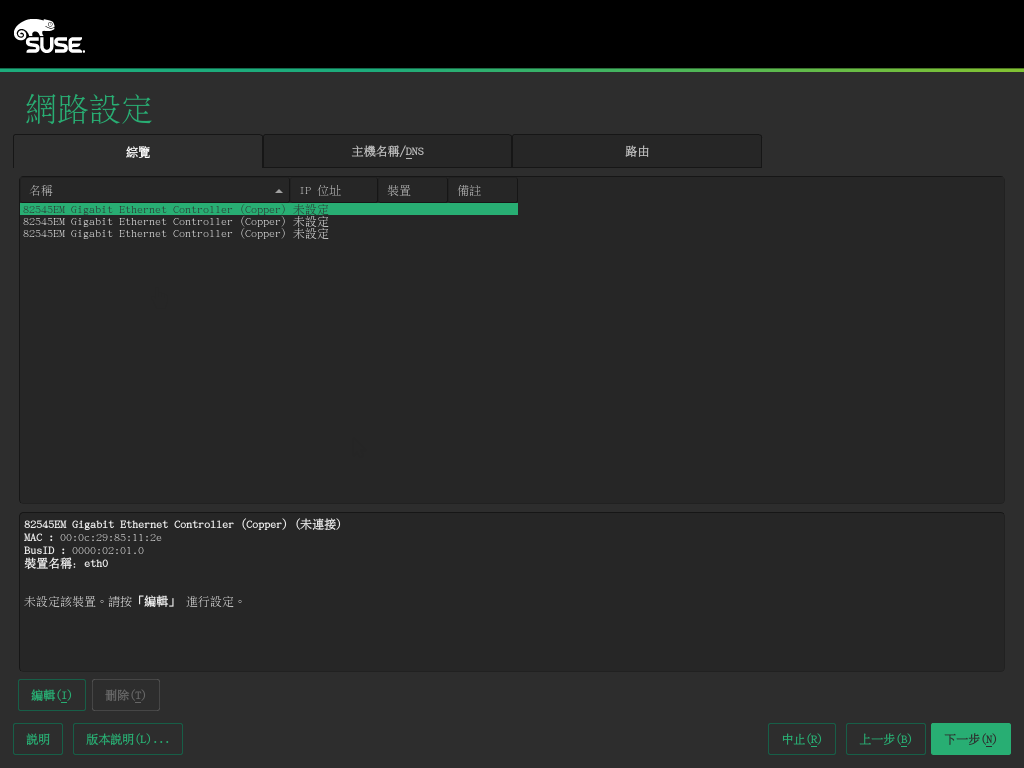 SUSE.
網路設定
綜覽
主機名稱/DNS
路由
名稱 IP 位址 裝置 備註
82545EM Gigabit Ethernet Controller (Copper) 未設定
82545EM Gigabit Ethernet Controller (Copper) 未設定
82545EM Gigabit Ethernet Controller (Copper) 未設定
82545EM Gigabit Ethernet Controller (Copper) (未連接)
MAC : 00:0c:29:85:11:2e
BusID : 0000:02:01.0
裝置名稱: eth0
未設定該裝置。請按「編輯」 進行設定。
編輯(I) 刪除(T)
說明 版本說明(L)... 中止(R) 上一步(B) 下一步(N)